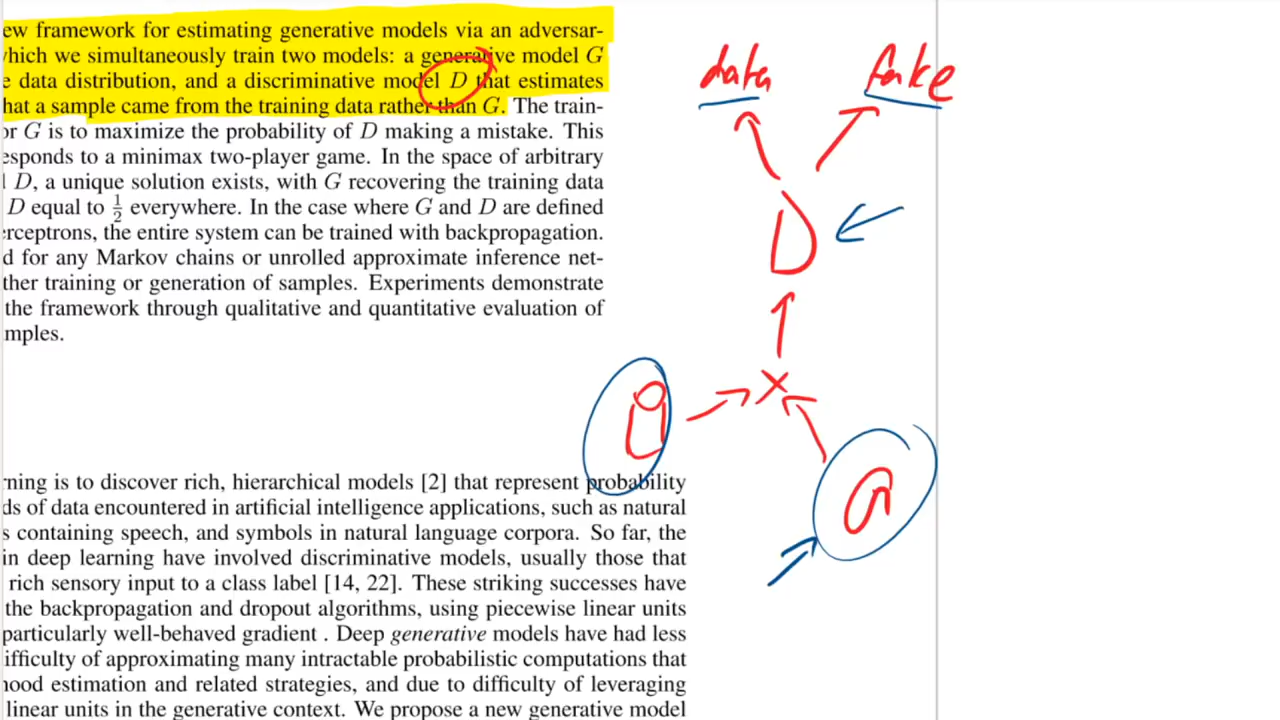 ew framework for estimating generative models via an adversar-
which we simultaneously train two models: a generative model G
e data distribution, and a discriminative model D that estimates
hat a sample came from the training data rather than G. The train-
or G is to maximize the probability of D making a mistake. This
esponds to a minimax two-player game. In the space of arbitrary
D, a unique solution exists, with G recovering the training data
D equal to 1/2 everywhere. In the case where G and D are defined
erceptrons, the entire system can be trained with backpropagation.
d for any Markov chains or unrolled approximate inference net-
ther training or generation of samples. Experiments demonstrate
the framework through qualitative and quantitative evaluation of
mples.
data fake
D
x
G
rning is to discover rich, hierarchical models [2] that represent probability
ds of data encountered in artificial intelligence applications, such as natural
s containing speech, and symbols in natural language corpora. So far, the
in deep learning have involved discriminative models, usually those that
rich sensory input to a class label [14, 22]. These striking successes have
the backpropagation and dropout algorithms, using piecewise linear units
particularly well-behaved gradient . Deep generative models have had less
ifficulty of approximating many intractable probabilistic computations that
hood estimation and related strategies, and due to difficulty of leveraging
linear units in the generative context. We propose a new generative model